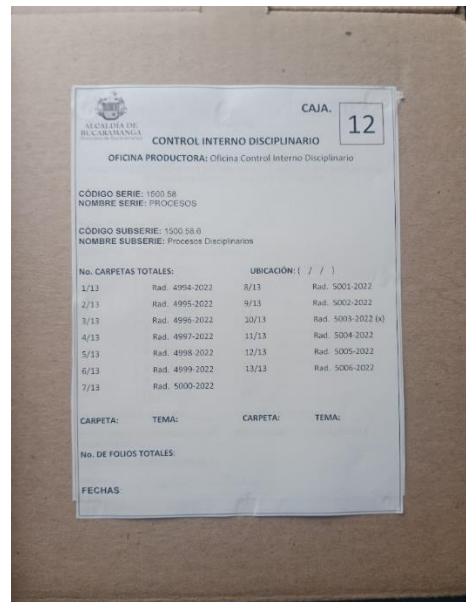 CAJA. 12
ALCALDÍA DE
BUCARAMANGA
CONTROL INTERNO DISCIPLINARIO
OFICINA PRODUCTORA: Oficina Control Interno Disciplinario
CÓDIGO SERIE: 1500.58
NOMBRE SERIE: PROCESOS
CÓDIGO SUBSERIE: 1500.58.6
NOMBRE SUBSERIE: Procesos Disciplinarios
No. CARPETAS TOTALES: UBICACIÓN: ( / / )
1/13 Rad. 4994-2022 8/13 Rad. 5001-2022
2/13 Rad. 4995-2022 9/13 Rad. 5002-2022
3/13 Rad. 4996-2022 10/13 Rad. 5003-2022 (x)
4/13 Rad. 4997-2022 11/13 Rad. 5004-2022
5/13 Rad. 4998-2022 12/13 Rad. 5005-2022
6/13 Rad. 4999-2022 13/13 Rad. 5006-2022
7/13 Rad. 5000-2022
CARPETA: TEMA: CARPETA: TEMA:
No. DE FOLIOS TOTALES:
FECHAS